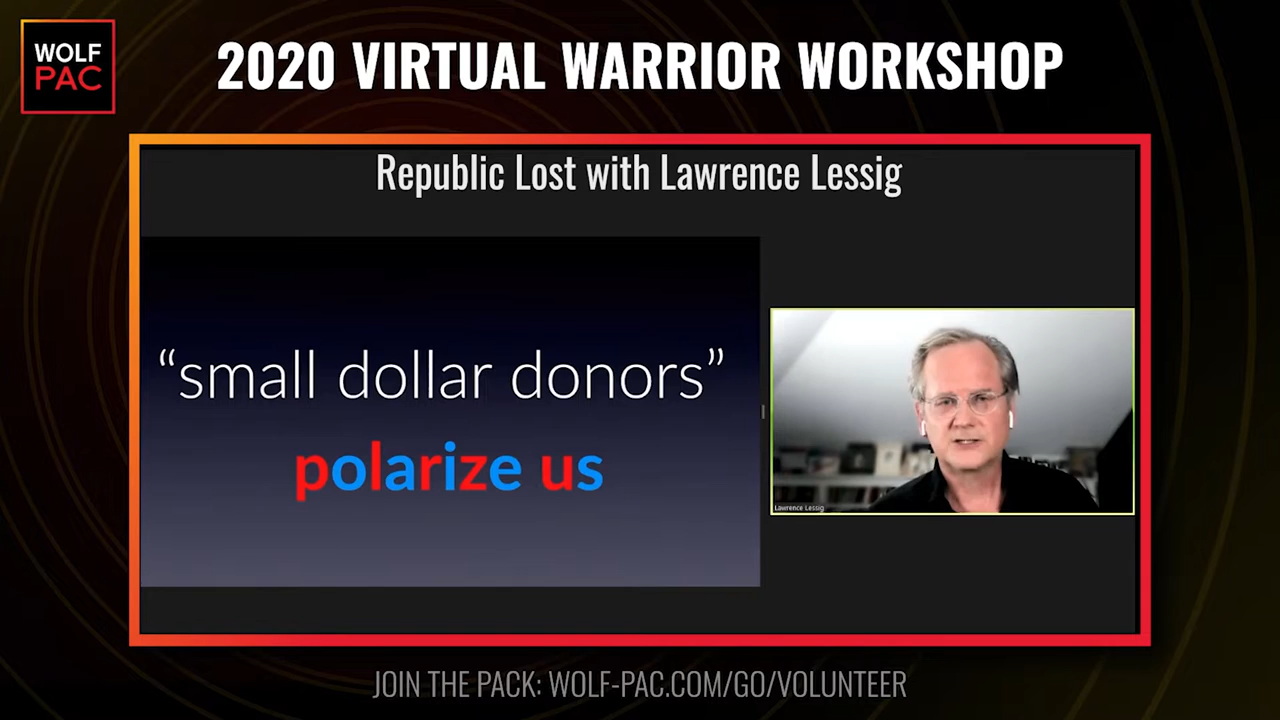 WOLF
PAC
2020 VIRTUAL WARRIOR WORKSHOP
Republic Lost with Lawrence Lessig
“small dollar donors”
polarize us
Lawrence Lessig
JOIN THE PACK: WOLF-PAC.COM/GO/VOLUNTEER